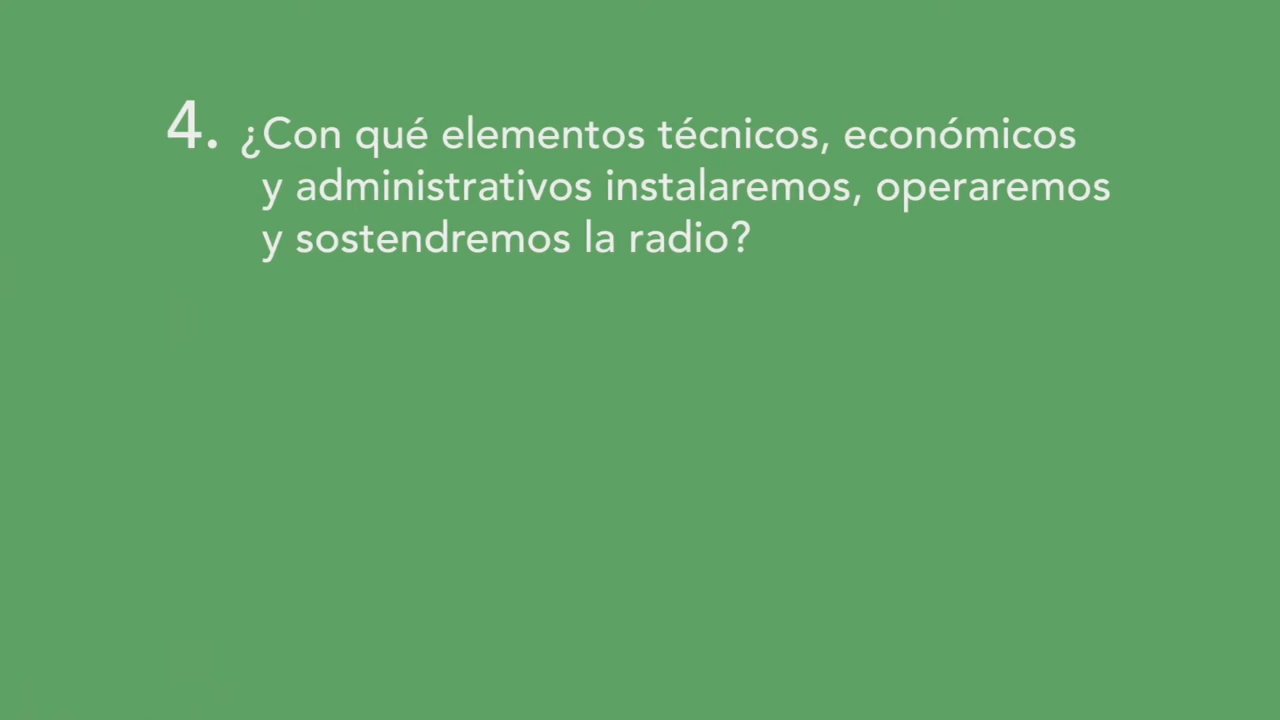 4. ¿Con qué elementos técnicos, económicos
y administrativos instalaremos, operaremos
y sostendremos la radio?